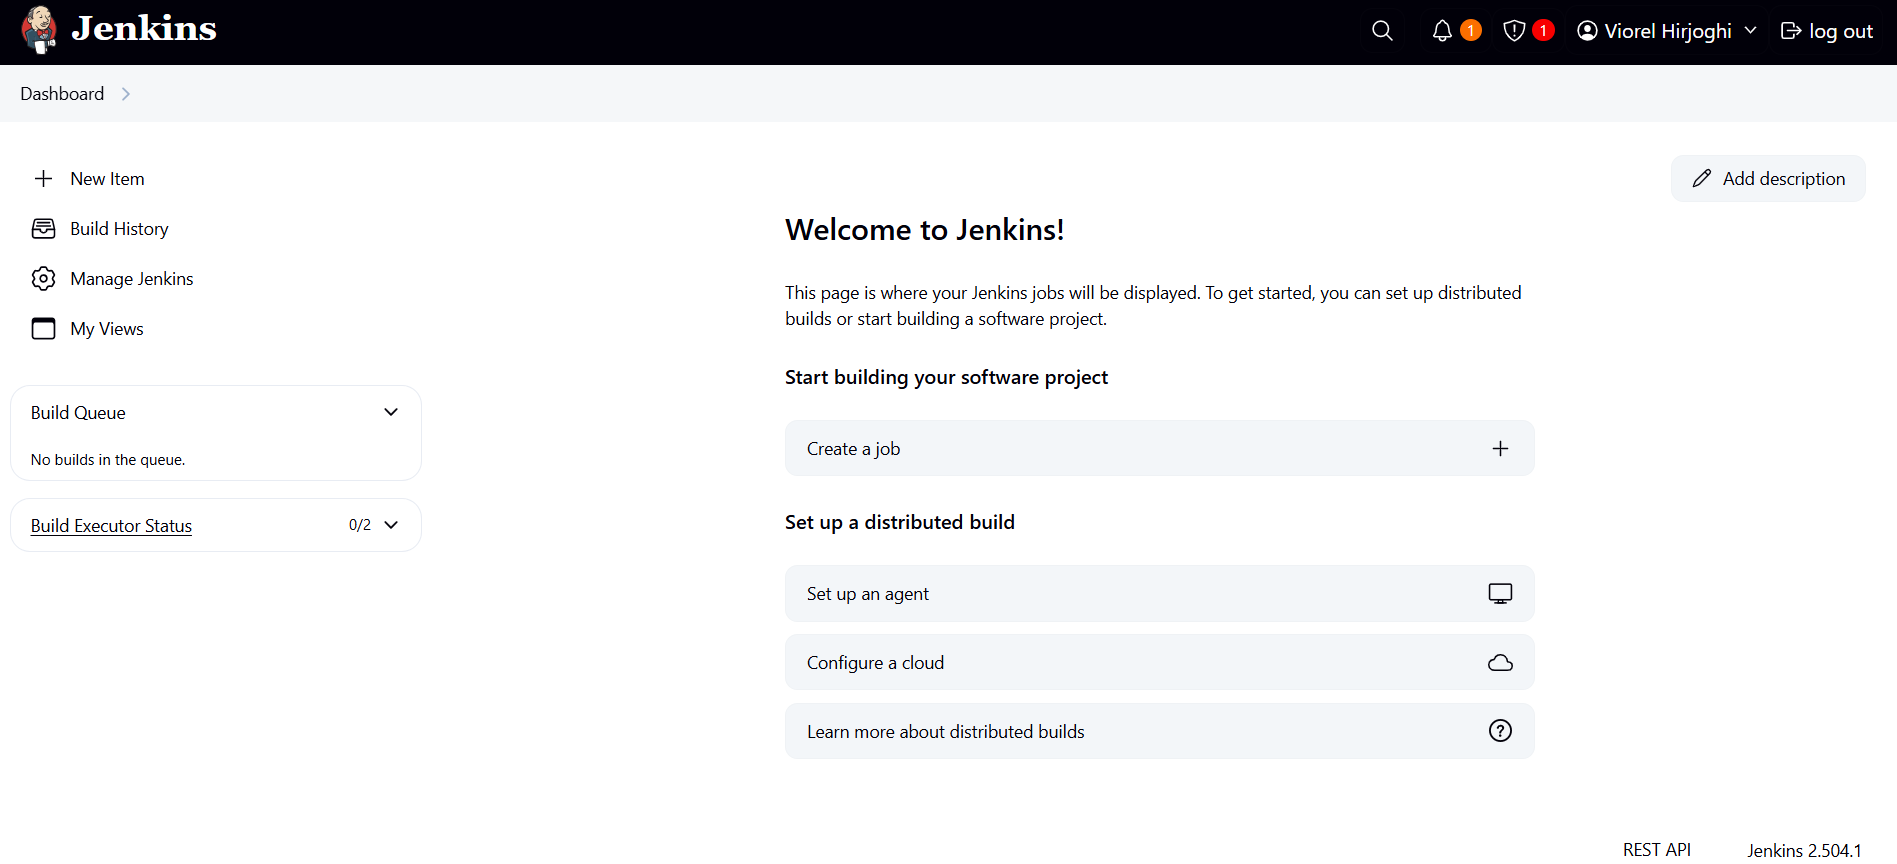 Jenkins
1
1
Viorel Hirjoghi
log out
Dashboard
New Item
Build History
Manage Jenkins
My Views
Build Queue
No builds in the queue.
Build Executor Status
0/2
Add description
Welcome to Jenkins!
This page is where your Jenkins jobs will be displayed. To get started, you can set up distributed
builds or start building a software project.
Start building your software project
Create a job
Set up a distributed build
Set up an agent
Configure a cloud
Learn more about distributed builds
REST API
Jenkins 2.504.1